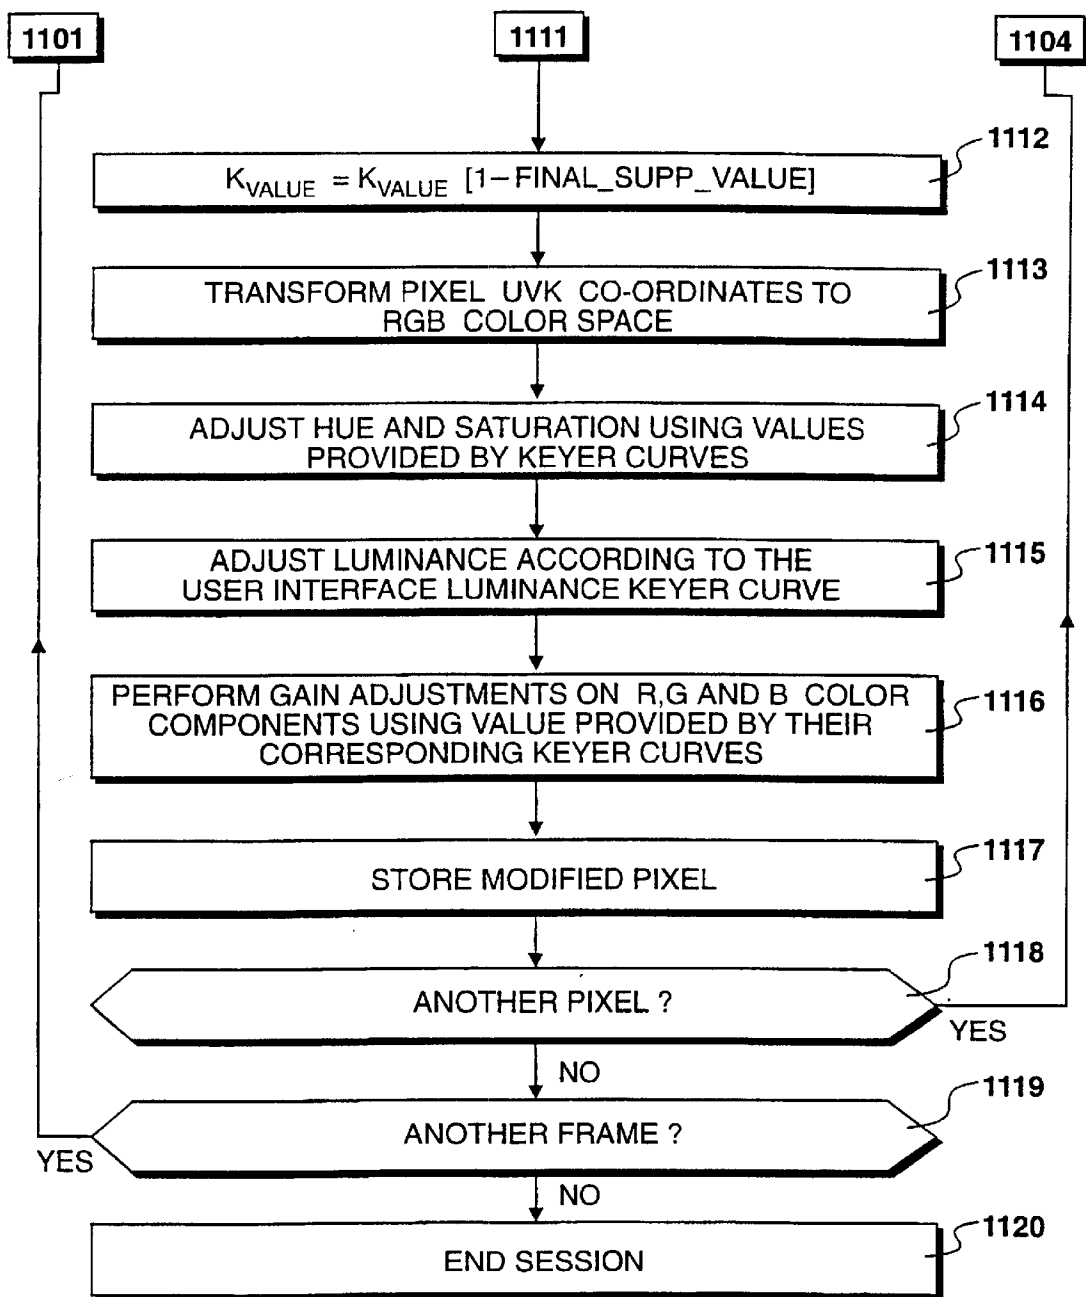 1101
1111
1104
1112
K_VALUE = K_VALUE [1–FINAL_SUPP_VALUE]
1113
TRANSFORM PIXEL UVK CO-ORDINATES TO
RGB COLOR SPACE
1114
ADJUST HUE AND SATURATION USING VALUES
PROVIDED BY KEYER CURVES
1115
ADJUST LUMINANCE ACCORDING TO THE
USER INTERFACE LUMINANCE KEYER CURVE
1116
PERFORM GAIN ADJUSTMENTS ON R,G AND B COLOR
COMPONENTS USING VALUE PROVIDED BY THEIR
CORRESPONDING KEYER CURVES
1117
STORE MODIFIED PIXEL
1118
ANOTHER PIXEL ?
YES
NO
1119
ANOTHER FRAME ?
YES
NO
1120
END SESSION